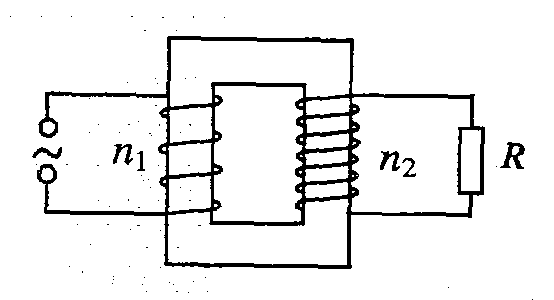 ~
n₁
n₂
R